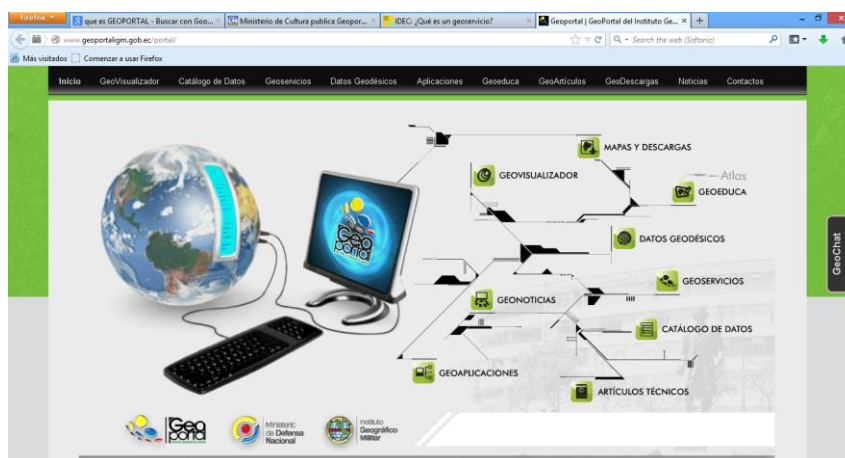 Firefox
que es GEOPORTAL - Buscar con Goo...
Ministerio de Cultura publica Geopor...
IDEC: ¿Qué es un geoservicio?
Geoportal | GeoPortal del Instituto Ge...
www.geoportaligm.gob.ec/portal/
Search the web (Softonic)
Más visitados
Comenzar a usar Firefox
Inicio GeoVisualizador Catálogo de Datos Geoservicios Datos Geodésicos Aplicaciones Geoeduca GeoArtículos GeoDescargas Noticias Contactos
MAPAS Y DESCARGAS
GEOVISUALIZADOR
Atlas
GEOEDUCA
DATOS GEODÉSICOS
GeoChat
Geo
portal
GEOSERVICIOS
GEONOTICIAS
CATÁLOGO DE DATOS
GEOAPLICACIONES
ARTÍCULOS TÉCNICOS
Geo
portal
Ministerio
de Defensa
Nacional
Instituto
Geográfico
Militar